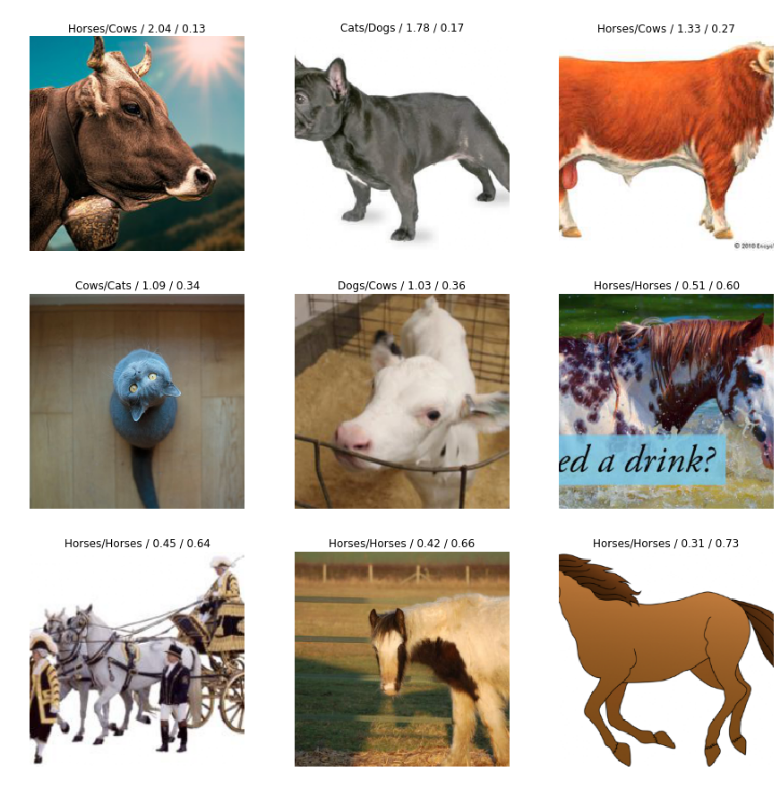 Horses/Cows / 2.04 / 0.13
Cats/Dogs / 1.78 / 0.17
Horses/Cows / 1.33 / 0.27
© 2010 Encycl
Cows/Cats / 1.09 / 0.34
Dogs/Cows / 1.03 / 0.36
Horses/Horses / 0.51 / 0.60
ed a drink?
Horses/Horses / 0.45 / 0.64
Horses/Horses / 0.42 / 0.66
Horses/Horses / 0.31 / 0.73